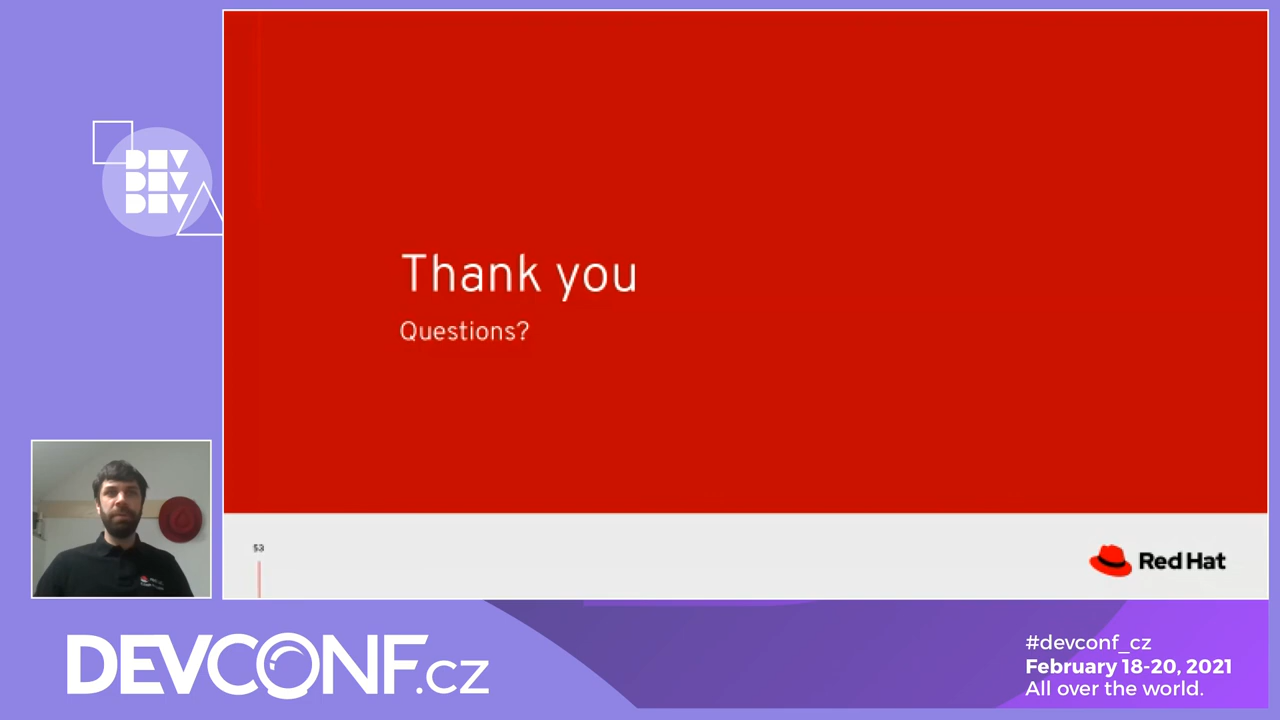 DEV
DEV
DEV
Thank you
Questions?
53
Red Hat
DEVCONF.cz
#devconf_cz
February 18-20, 2021
All over the world.